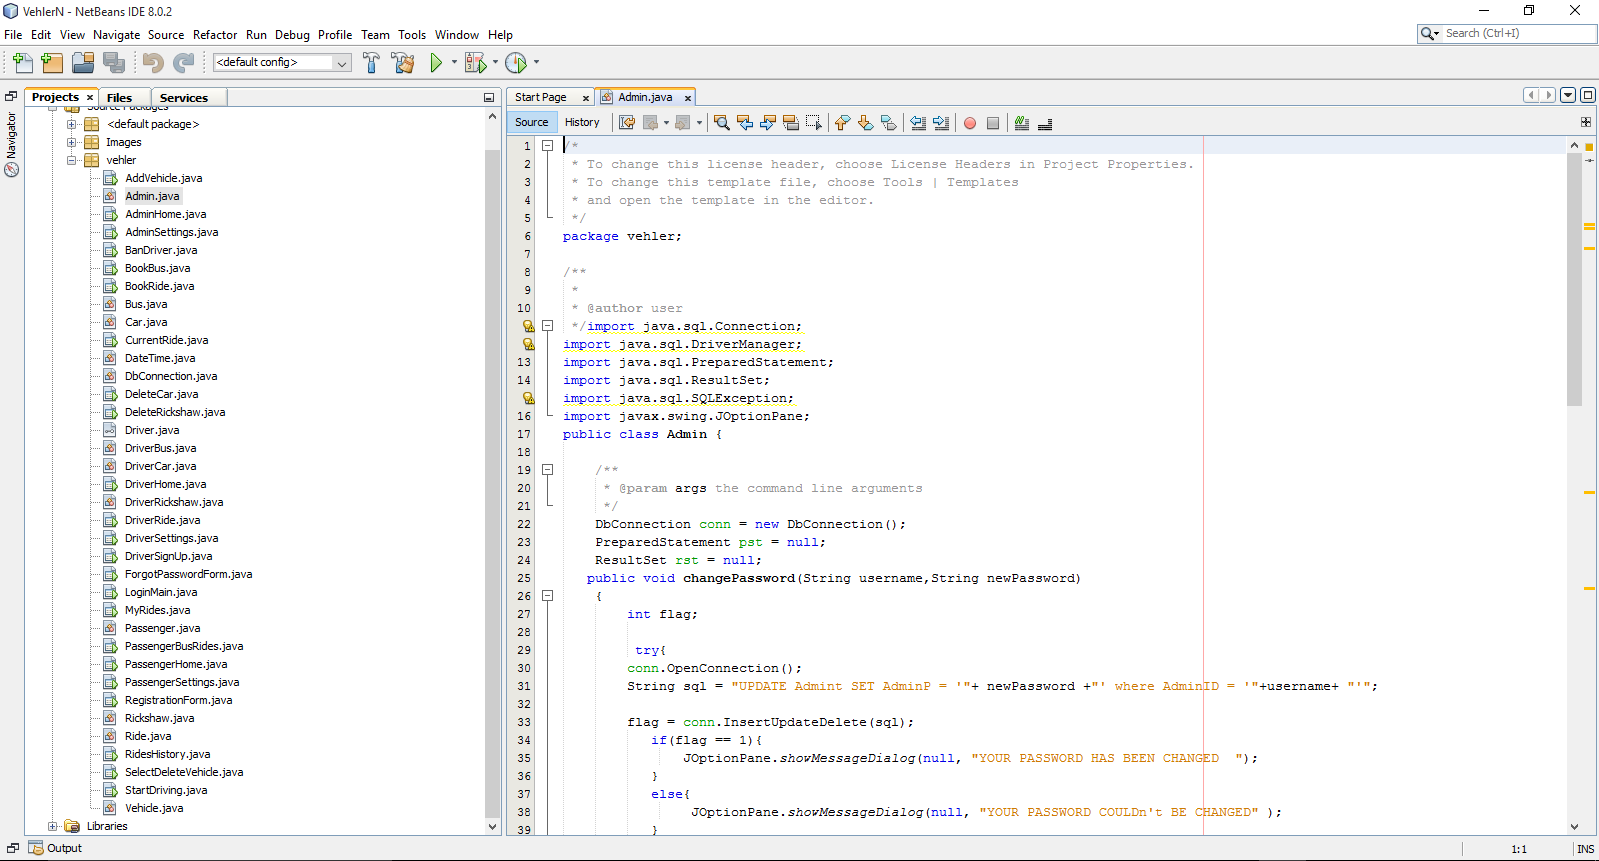 VehlerN - NetBeans IDE 8.0.2
File Edit View Navigate Source Refactor Run Debug Profile Team Tools Window Help
Search (Ctrl+I)
<default config>
Projects Files Services
Navigator
Source Packages
<default package>
Images
vehler
AddVehicle.java
Admin.java
AdminHome.java
AdminSettings.java
BanDriver.java
BookBus.java
BookRide.java
Bus.java
Car.java
CurrentRide.java
DateTime.java
DbConnection.java
DeleteCar.java
DeleteRickshaw.java
Driver.java
DriverBus.java
DriverCar.java
DriverHome.java
DriverRickshaw.java
DriverRide.java
DriverSettings.java
DriverSignUp.java
ForgotPasswordForm.java
LoginMain.java
MyRides.java
Passenger.java
PassengerBusRides.java
PassengerHome.java
PassengerSettings.java
RegistrationForm.java
Rickshaw.java
Ride.java
RidesHistory.java
SelectDeleteVehicle.java
StartDriving.java
Vehicle.java
Libraries
Start Page Admin.java
Source History
1 /*
2 * To change this license header, choose License Headers in Project Properties.
3 * To change this template file, choose Tools | Templates
4 * and open the template in the editor.
5 */
6 package vehler;
7
8 /**
9 *
10 * @author user
*/import java.sql.Connection;
import java.sql.DriverManager;
13 import java.sql.PreparedStatement;
14 import java.sql.ResultSet;
import java.sql.SQLException;
16 import javax.swing.JOptionPane;
17 public class Admin {
18
19 /**
20 * @param args the command line arguments
21 */
22 DbConnection conn = new DbConnection();
23 PreparedStatement pst = null;
24 ResultSet rst = null;
25 public void changePassword(String username,String newPassword)
26 {
27 int flag;
28
29 try{
30 conn.OpenConnection();
31 String sql = "UPDATE Admint SET AdminP = '"+ newPassword +"' where AdminID = '"+username+ "'";
32
33 flag = conn.InsertUpdateDelete(sql);
34 if(flag == 1){
35 JOptionPane.showMessageDialog(null, "YOUR PASSWORD HAS BEEN CHANGED  ");
36 }
37 else{
38 JOptionPane.showMessageDialog(null, "YOUR PASSWORD COULDn't BE CHANGED" );
39 }
Output
1:1 INS